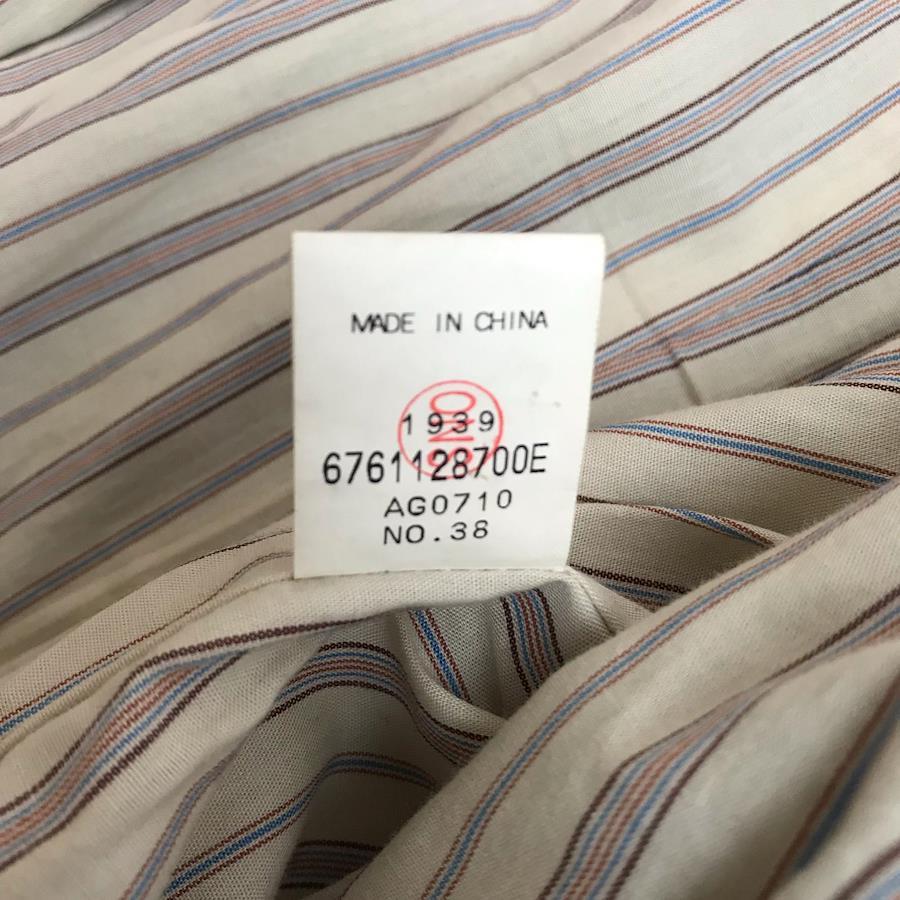 MADE IN CHINA
1939
6761128700E
AG0710
NO.38